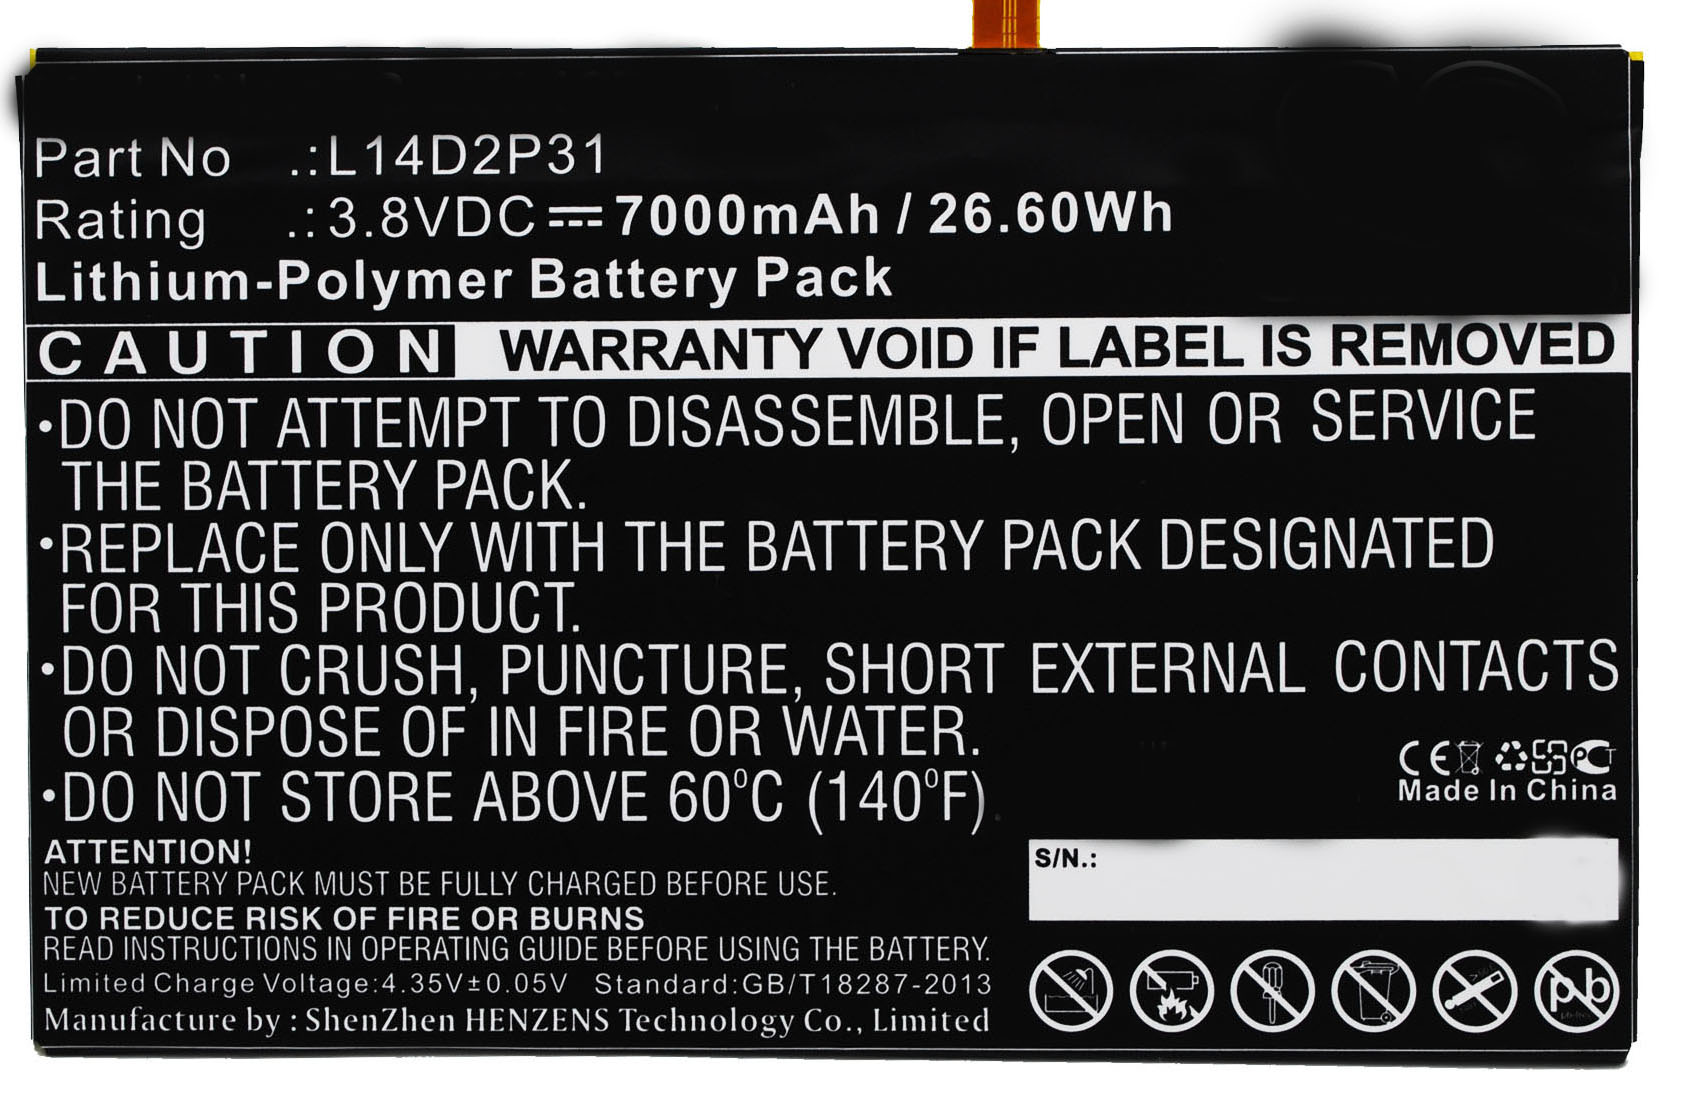 Part No .:L14D2P31
Rating .:3.8VDC 7000mAh / 26.60Wh
Lithium-Polymer Battery Pack
CAUTION WARRANTY VOID IF LABEL IS REMOVED
•DO NOT ATTEMPT TO DISASSEMBLE, OPEN OR SERVICE
THE BATTERY PACK.
•REPLACE ONLY WITH THE BATTERY PACK DESIGNATED
FOR THIS PRODUCT.
•DO NOT CRUSH, PUNCTURE, SHORT EXTERNAL CONTACTS
OR DISPOSE OF IN FIRE OR WATER.
•DO NOT STORE ABOVE 60°C (140°F).
CE PCT
Made In China
ATTENTION!
NEW BATTERY PACK MUST BE FULLY CHARGED BEFORE USE.
TO REDUCE RISK OF FIRE OR BURNS
READ INSTRUCTIONS IN OPERATING GUIDE BEFORE USING THE BATTERY.
Limited Charge Voltage:4.35V±0.05V Standard:GB/T18287-2013
Manufacture by : ShenZhen HENZENS Technology Co., Limited
S/N.:
Pb